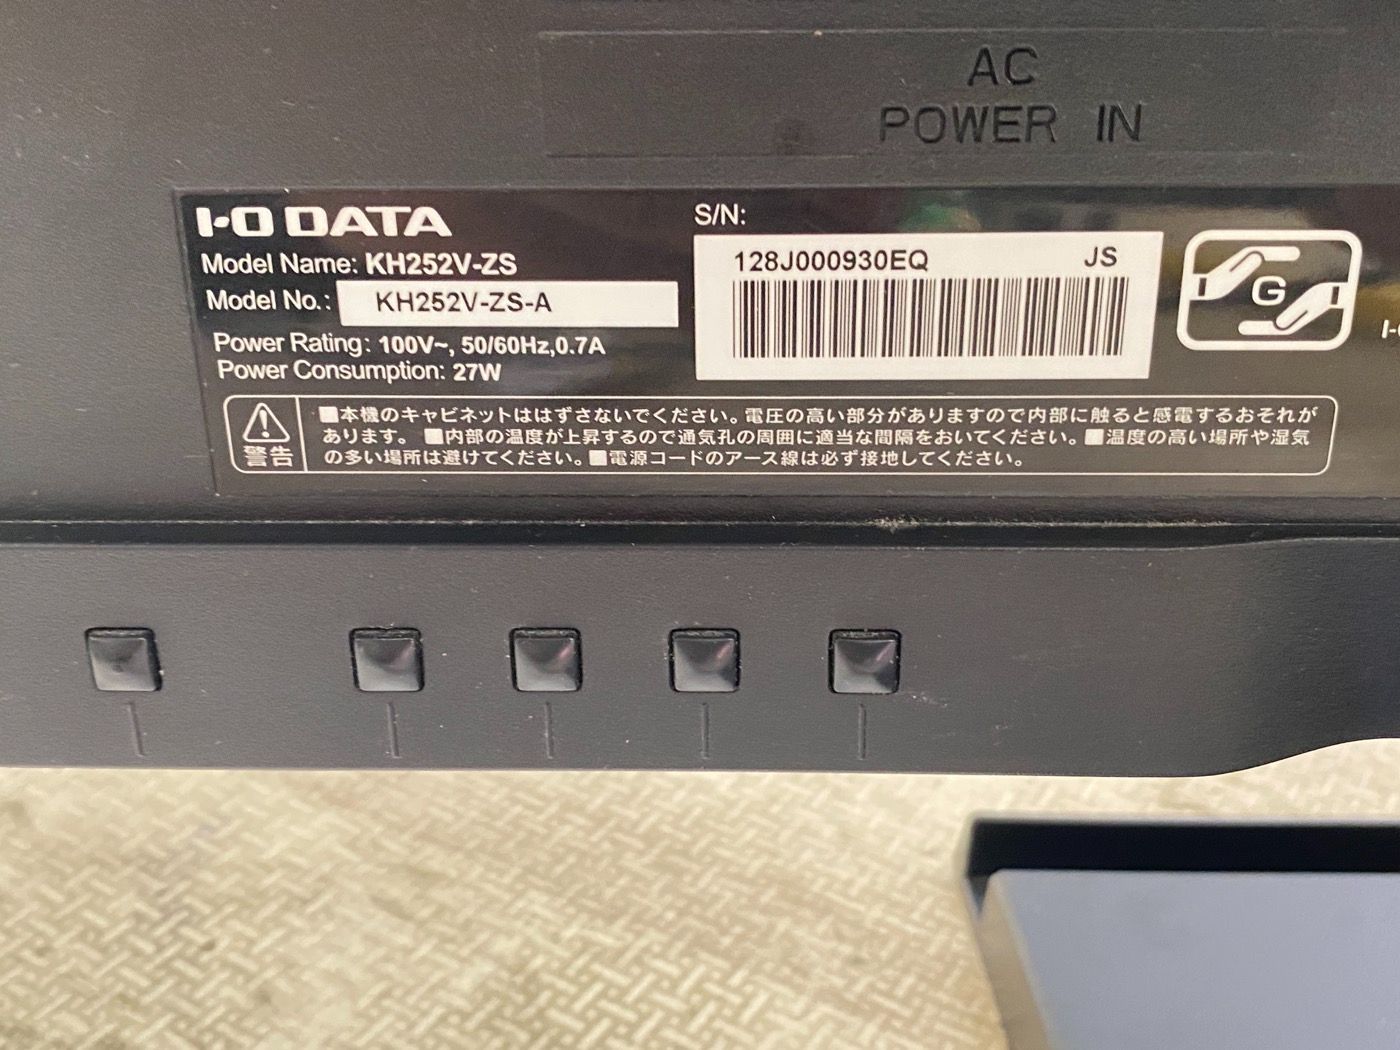 AC
POWER IN
I-O DATA
Model Name: KH252V-ZS
Model No.: KH252V-ZS-A
Power Rating: 100V~, 50/60Hz,0.7A
Power Consumption: 27W
S/N:
128J000930EQ JS
G
I-
警告
■本機のキャビネットははずさないでください。電圧の高い部分がありますので内部に触ると感電するおそれが
あります。 ■内部の温度が上昇するので通気孔の周囲に適当な間隔をおいてください。■温度の高い場所や湿気
の多い場所は避けてください。■電源コードのアース線は必ず接地してください。